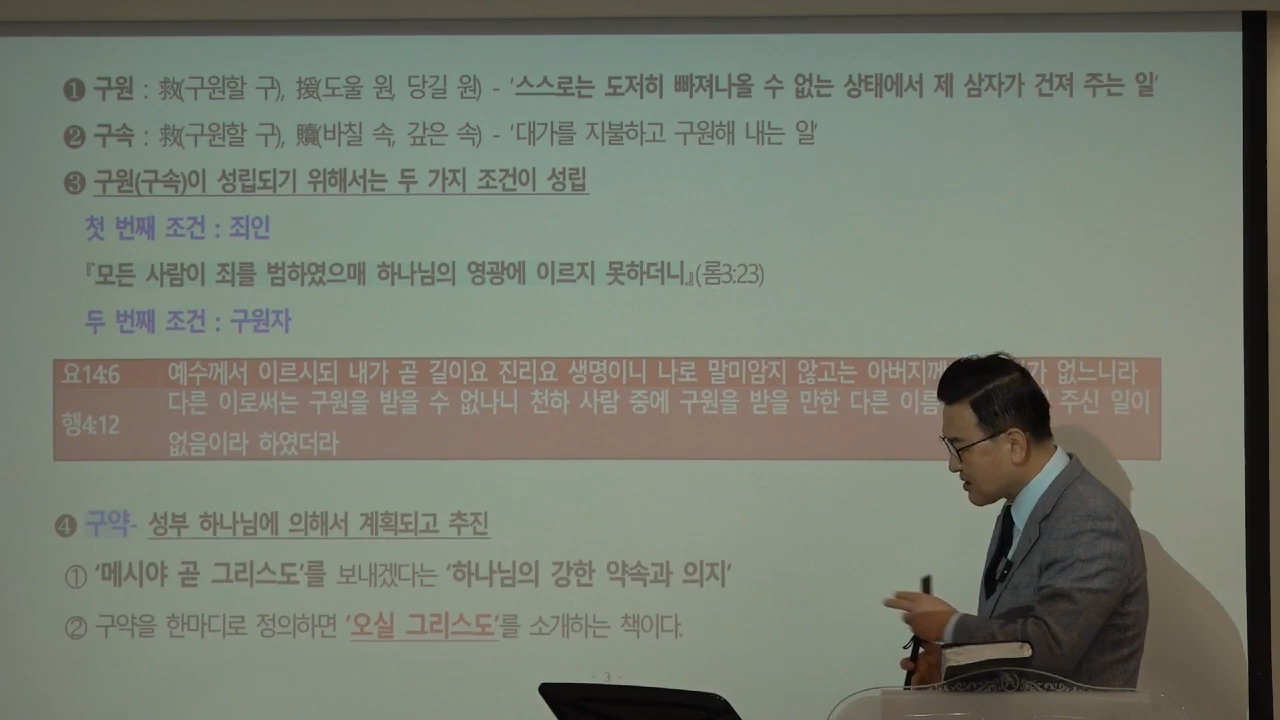 ❶ 구원 : 救(구원할 구), 援(도울 원, 당길 원) - '스스로는 도저히 빠져나올 수 없는 상태에서 제 삼자가 건져 주는 일'
❷ 구속 : 救(구원할 구), 贖(바칠 속, 갚은 속) - '대가를 지불하고 구원해 내는 일'
❸ 구원(구속)이 성립되기 위해서는 두 가지 조건이 성립
첫 번째 조건 : 죄인
『모든 사람이 죄를 범하였으매 하나님의 영광에 이르지 못하더니』(롬3:23)
두 번째 조건 : 구원자
요14:6 예수께서 이르시되 내가 곧 길이요 진리요 생명이니 나로 말미암지 않고는 아버지께 없느니라
행4:12 다른 이로써는 구원을 받을 수 없나니 천하 사람 중에 구원을 받을 만한 다른 이름 주신 일이
없음이라 하였더라
❹ 구약- 성부 하나님에 의해서 계획되고 추진
① '메시야 곧 그리스도'를 보내겠다는 '하나님의 강한 약속과 의지'
② 구약을 한마디로 정의하면 '오실 그리스도'를 소개하는 책이다.
- 3 -